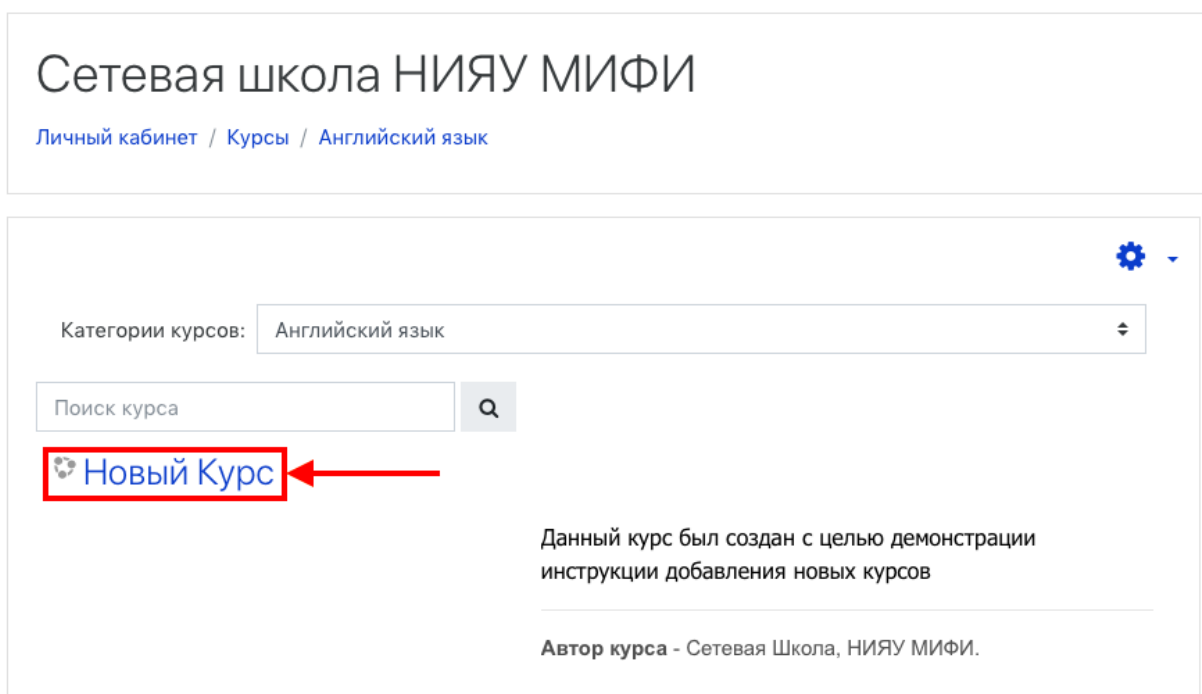 Сетевая школа НИЯУ МИФИ
Личный кабинет / Курсы / Английский язык
Категории курсов: Английский язык
Поиск курса
Новый Курс
Данный курс был создан с целью демонстрации
инструкции добавления новых курсов
Автор курса - Сетевая Школа, НИЯУ МИФИ.